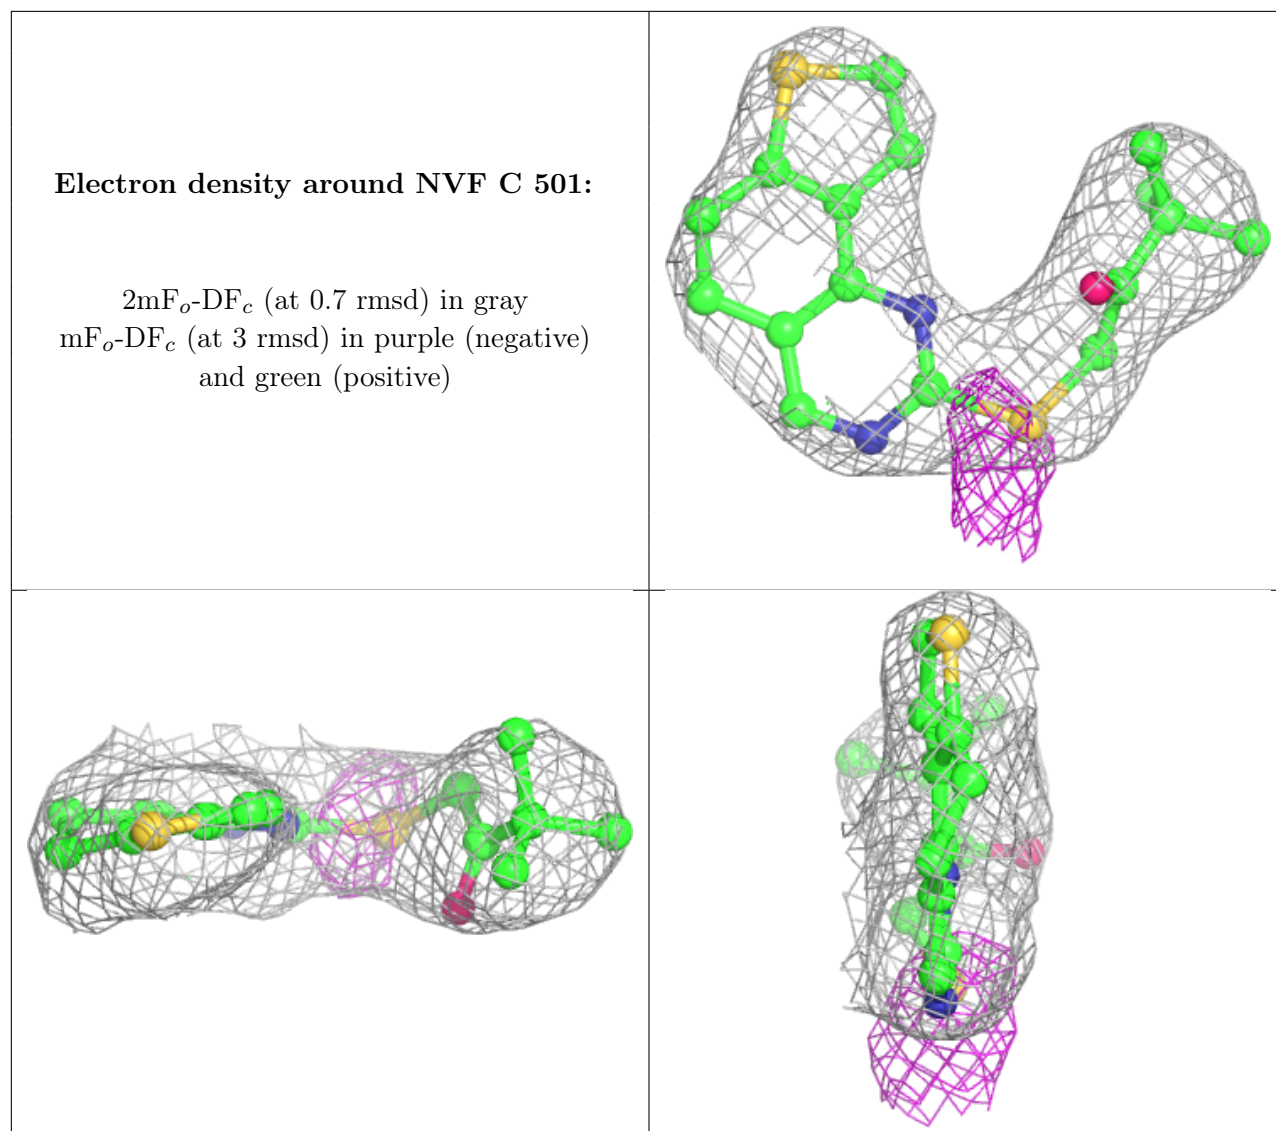 Electron density around NVF C 501:
2mFo-DFc (at 0.7 rmsd) in gray
mFo-DFc (at 3 rmsd) in purple (negative)
and green (positive)